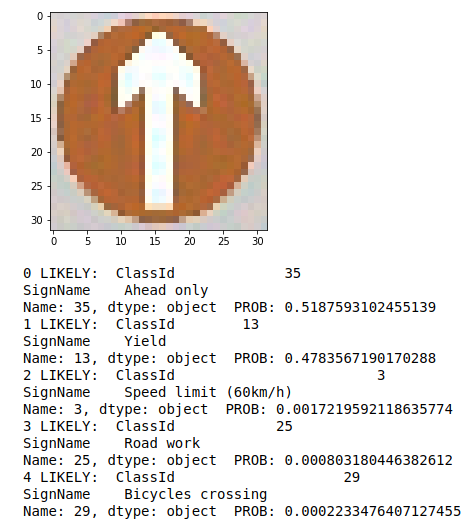 0
5
10
15
20
25
30
0 5 10 15 20 25 30
0 LIKELY: ClassId 35
SignName Ahead only
Name: 35, dtype: object PROB: 0.5187593102455139
1 LIKELY: ClassId 13
SignName Yield
Name: 13, dtype: object PROB: 0.4783567190170288
2 LIKELY: ClassId 3
SignName Speed limit (60km/h)
Name: 3, dtype: object PROB: 0.0017219592118635774
3 LIKELY: ClassId 25
SignName Road work
Name: 25, dtype: object PROB: 0.000803180446382612
4 LIKELY: ClassId 29
SignName Bicycles crossing
Name: 29, dtype: object PROB: 0.0002233476407127455